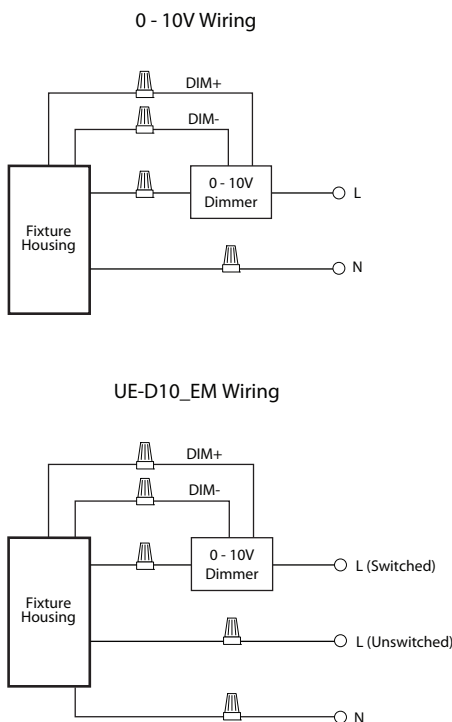 0 - 10V Wiring
DIM+
DIM-
0 - 10V
Dimmer
L
Fixture
Housing
N
UE-D10_EM Wiring
DIM+
DIM-
0 - 10V
Dimmer
L (Switched)
Fixture
Housing
L (Unswitched)
N